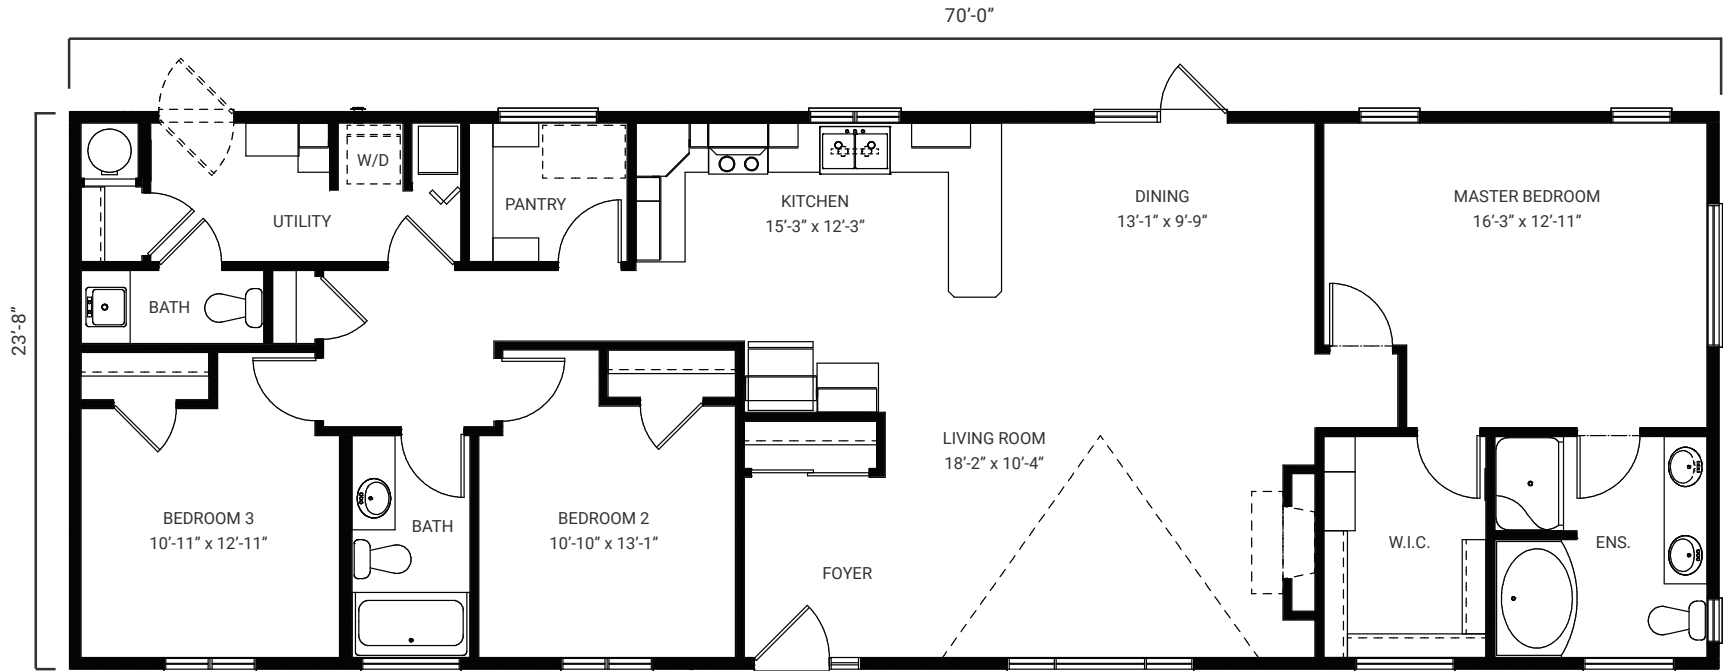 70’-0”
23’-8”
W/D
UTILITY
PANTRY
KITCHEN
15’-3” x 12’-3”
DINING
13’-1” x 9’-9”
MASTER BEDROOM
16’-3” x 12’-11”
BATH
LIVING ROOM
18’-2” x 10’-4”
BEDROOM 3
10’-11” x 12’-11”
BATH
BEDROOM 2
10’-10” x 13’-1”
FOYER
W.I.C.
ENS.